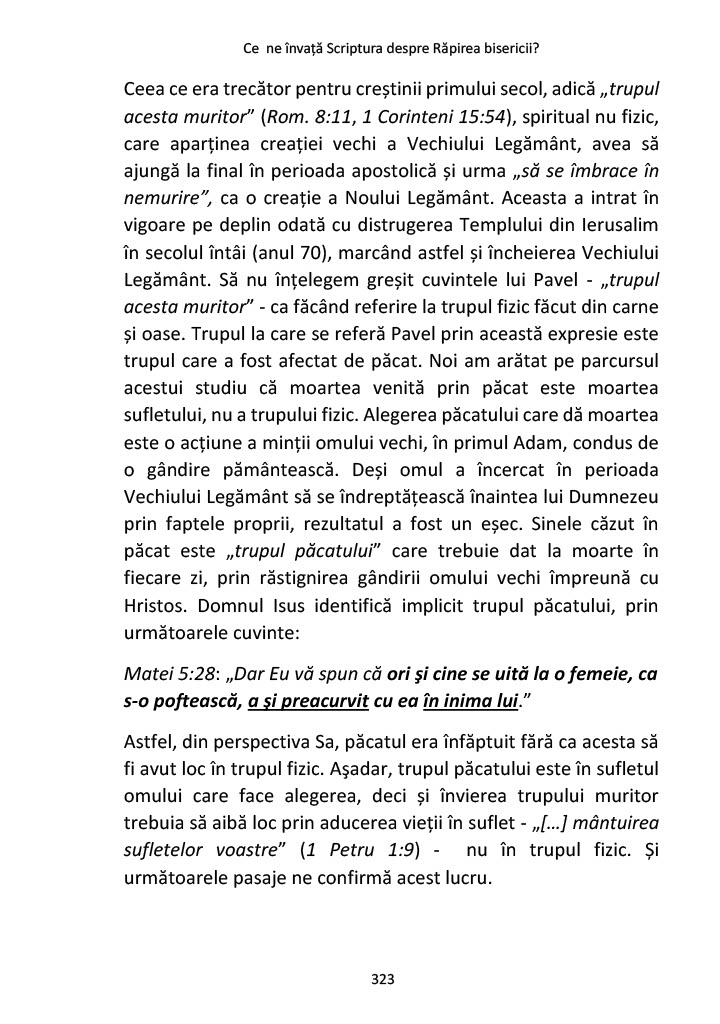 Ce  ne învață Scriptura despre Răpirea bisericii?
Ceea ce era trecător pentru creștinii primului secol, adică „trupul
acesta muritor” (Rom. 8:11, 1 Corinteni 15:54), spiritual nu fizic,
care aparținea creației vechi a Vechiului Legământ, avea să
ajungă la final în perioada apostolică și urma „să se îmbrace în
nemurire”, ca o creație a Noului Legământ. Aceasta a intrat în
vigoare pe deplin odată cu distrugerea Templului din Ierusalim
în secolul întâi (anul 70), marcând astfel și încheierea Vechiului
Legământ. Să nu înțelegem greșit cuvintele lui Pavel - „trupul
acesta muritor” - ca făcând referire la trupul fizic făcut din carne
și oase. Trupul la care se referă Pavel prin această expresie este
trupul care a fost afectat de păcat. Noi am arătat pe parcursul
acestui studiu că moartea venită prin păcat este moartea
sufletului, nu a trupului fizic. Alegerea păcatului care dă moartea
este o acțiune a minții omului vechi, în primul Adam, condus de
o gândire pământească. Deși omul a încercat în perioada
Vechiului Legământ să se îndreptățească înaintea lui Dumnezeu
prin faptele proprii, rezultatul a fost un eșec. Sinele căzut în
păcat este „trupul păcatului” care trebuie dat la moarte în
fiecare zi, prin răstignirea gândirii omului vechi împreună cu
Hristos. Domnul Isus identifică implicit trupul păcatului, prin
următoarele cuvinte:
Matei 5:28: „Dar Eu vă spun că ori şi cine se uită la o femeie, ca
s-o poftească, a şi preacurvit cu ea în inima lui.”
Astfel, din perspectiva Sa, păcatul era înfăptuit fără ca acesta să
fi avut loc în trupul fizic. Aşadar, trupul păcatului este în sufletul
omului care face alegerea, deci și învierea trupului muritor
trebuia să aibă loc prin aducerea vieții în suflet - „[…] mântuirea
sufletelor voastre” (1 Petru 1:9) -  nu în trupul fizic. Și
următoarele pasaje ne confirmă acest lucru.
323